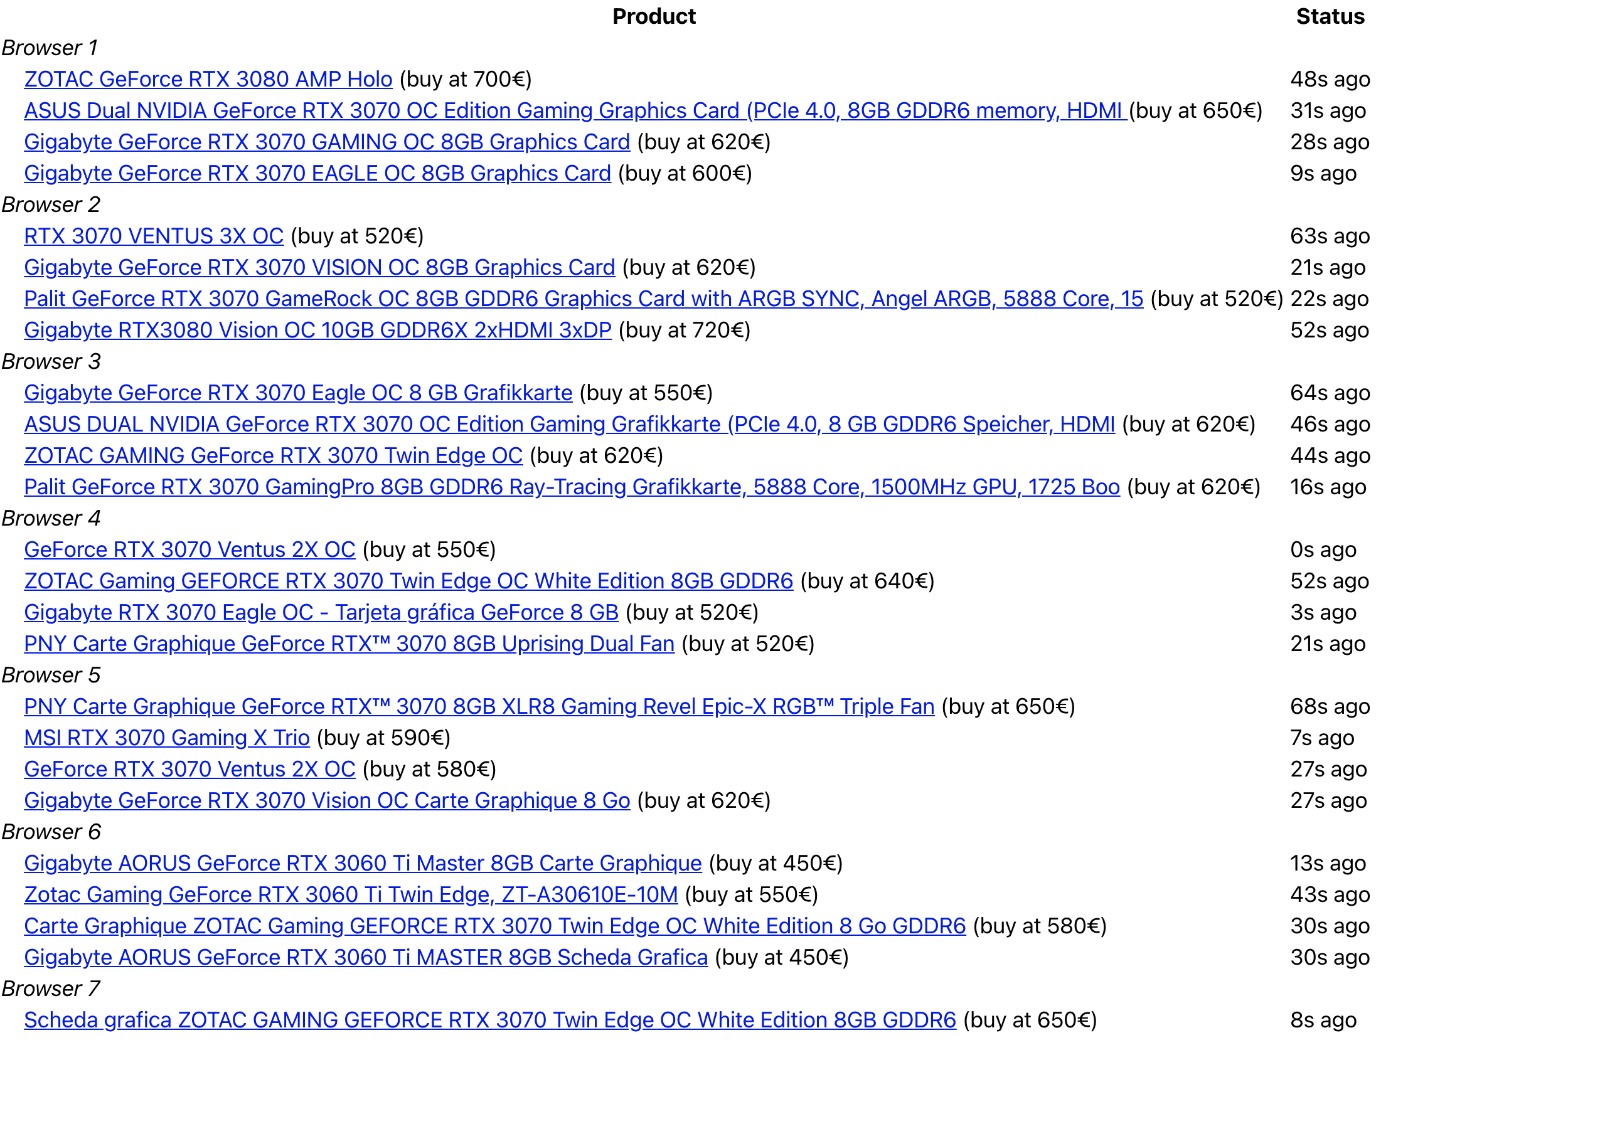 Product Status
Browser 1
ZOTAC GeForce RTX 3080 AMP Holo (buy at 700€) 48s ago
ASUS Dual NVIDIA GeForce RTX 3070 OC Edition Gaming Graphics Card (PCIe 4.0, 8GB GDDR6 memory, HDMI (buy at 650€) 31s ago
Gigabyte GeForce RTX 3070 GAMING OC 8GB Graphics Card (buy at 620€) 28s ago
Gigabyte GeForce RTX 3070 EAGLE OC 8GB Graphics Card (buy at 600€) 9s ago
Browser 2
RTX 3070 VENTUS 3X OC (buy at 520€) 63s ago
Gigabyte GeForce RTX 3070 VISION OC 8GB Graphics Card (buy at 620€) 21s ago
Palit GeForce RTX 3070 GameRock OC 8GB GDDR6 Graphics Card with ARGB SYNC, Angel ARGB, 5888 Core, 15 (buy at 520€) 22s ago
Gigabyte RTX3080 Vision OC 10GB GDDR6X 2xHDMI 3xDP (buy at 720€) 52s ago
Browser 3
Gigabyte GeForce RTX 3070 Eagle OC 8 GB Grafikkarte (buy at 550€) 64s ago
ASUS DUAL NVIDIA GeForce RTX 3070 OC Edition Gaming Grafikkarte (PCIe 4.0, 8 GB GDDR6 Speicher, HDMI (buy at 620€) 46s ago
ZOTAC GAMING GeForce RTX 3070 Twin Edge OC (buy at 620€) 44s ago
Palit GeForce RTX 3070 GamingPro 8GB GDDR6 Ray-Tracing Grafikkarte, 5888 Core, 1500MHz GPU, 1725 Boo (buy at 620€) 16s ago
Browser 4
GeForce RTX 3070 Ventus 2X OC (buy at 550€) 0s ago
ZOTAC Gaming GEFORCE RTX 3070 Twin Edge OC White Edition 8GB GDDR6 (buy at 640€) 52s ago
Gigabyte RTX 3070 Eagle OC - Tarjeta gráfica GeForce 8 GB (buy at 520€) 3s ago
PNY Carte Graphique GeForce RTX™ 3070 8GB Uprising Dual Fan (buy at 520€) 21s ago
Browser 5
PNY Carte Graphique GeForce RTX™ 3070 8GB XLR8 Gaming Revel Epic-X RGB™ Triple Fan (buy at 650€) 68s ago
MSI RTX 3070 Gaming X Trio (buy at 590€) 7s ago
GeForce RTX 3070 Ventus 2X OC (buy at 580€) 27s ago
Gigabyte GeForce RTX 3070 Vision OC Carte Graphique 8 Go (buy at 620€) 27s ago
Browser 6
Gigabyte AORUS GeForce RTX 3060 Ti Master 8GB Carte Graphique (buy at 450€) 13s ago
Zotac Gaming GeForce RTX 3060 Ti Twin Edge, ZT-A30610E-10M (buy at 550€) 43s ago
Carte Graphique ZOTAC Gaming GEFORCE RTX 3070 Twin Edge OC White Edition 8 Go GDDR6 (buy at 580€) 30s ago
Gigabyte AORUS GeForce RTX 3060 Ti MASTER 8GB Scheda Grafica (buy at 450€) 30s ago
Browser 7
Scheda grafica ZOTAC GAMING GEFORCE RTX 3070 Twin Edge OC White Edition 8GB GDDR6 (buy at 650€) 8s ago